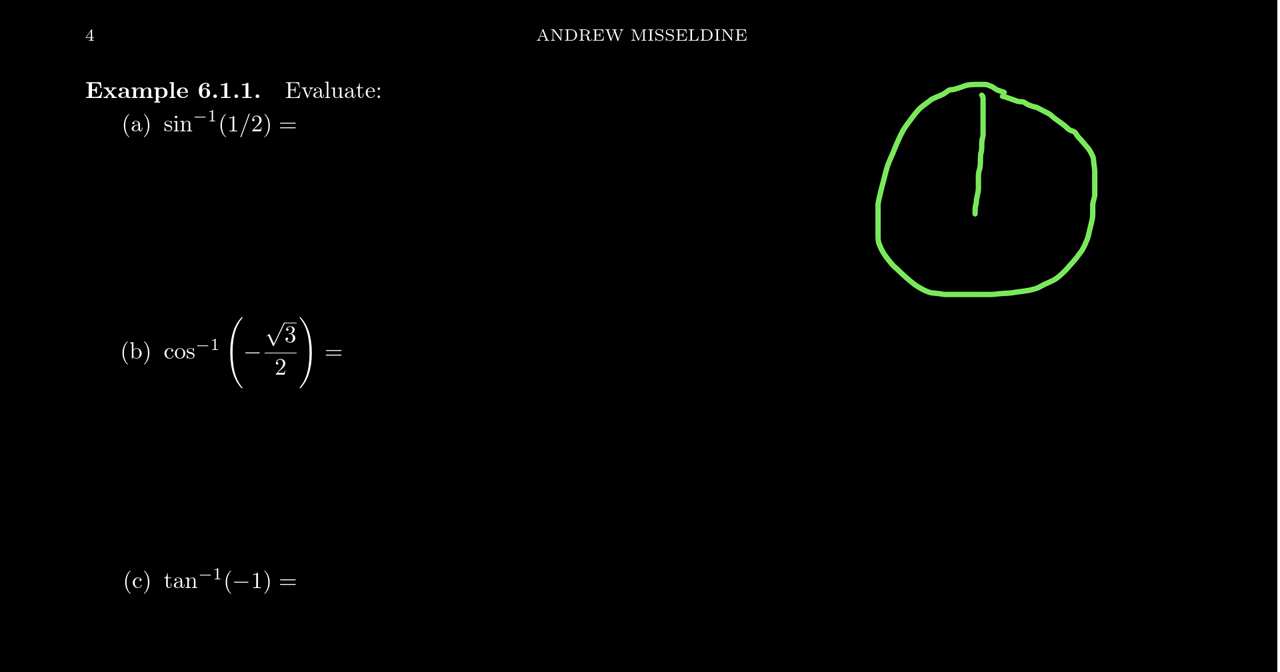 4 ANDREW MISSELDINE
Example 6.1.1. Evaluate:
(a) sin⁻¹(1/2) =
(b) cos⁻¹(−√3/2) =
(c) tan⁻¹(−1) =